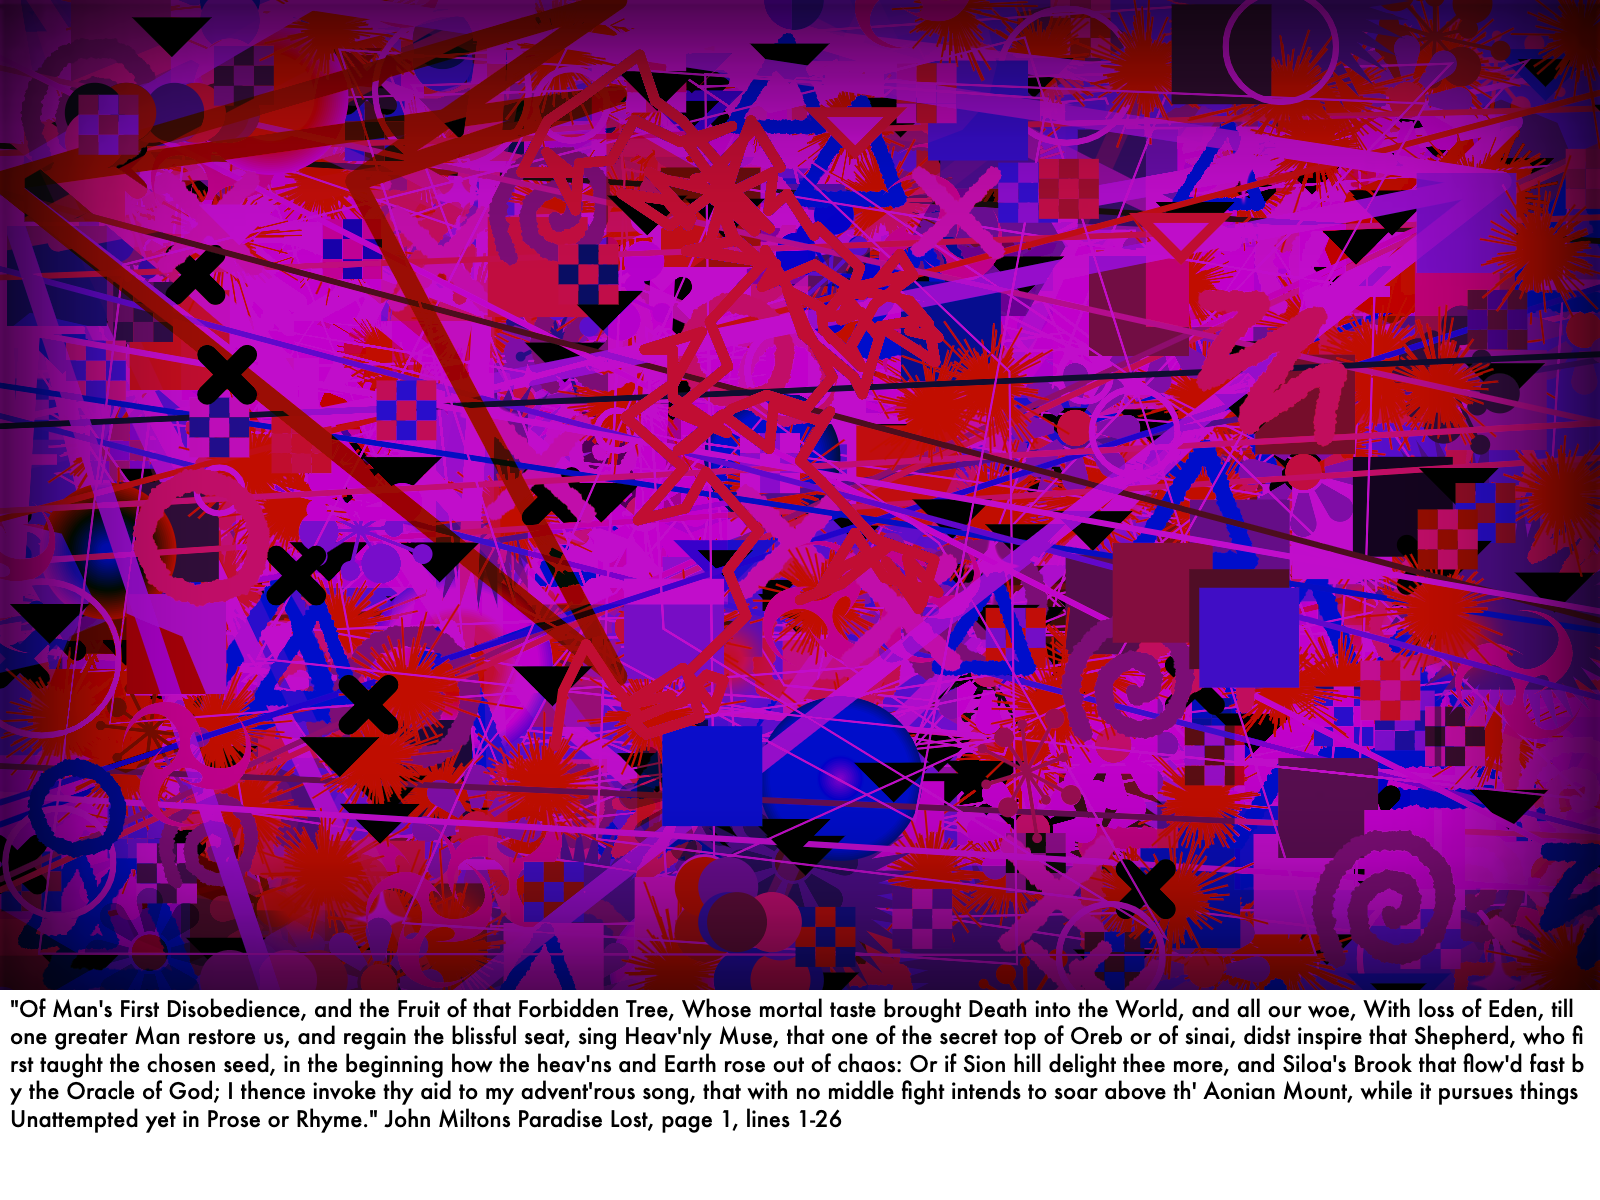 "Of Man's First Disobedience, and the Fruit of that Forbidden Tree, Whose mortal taste brought Death into the World, and all our woe, With loss of Eden, till
one greater Man restore us, and regain the blissful seat, sing Heav'nly Muse, that one of the secret top of Oreb or of sinai, didst inspire that Shepherd, who fi
rst taught the chosen seed, in the beginning how the heav'ns and Earth rose out of chaos: Or if Sion hill delight thee more, and Siloa's Brook that flow'd fast b
y the Oracle of God; I thence invoke thy aid to my advent'rous song, that with no middle fight intends to soar above th' Aonian Mount, while it pursues things
Unattempted yet in Prose or Rhyme." John Miltons Paradise Lost, page 1, lines 1-26